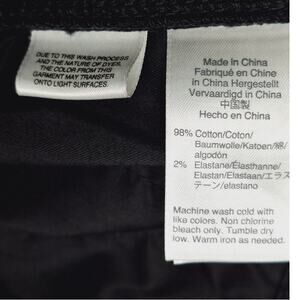 DUE TO THIS WASH PROCESS
AND THE NATURE OF DYES,
THE COLOR FROM THIS
GARMENT MAY TRANSFER
ONTO LIGHT SURFACES.
Made in China
Fabriqué en Chine
in China Hergestellt
Vervaardigd in China
中国製
Hecho en China
98% Cotton/Coton/
Baumwolle/Katoen/綿/
algodón
2% Elastane/Élasthanne/
Elastan/Elastaan/エラス
テーン/elastano
Machine wash cold with
like colors. Non chlorine
bleach only. Tumble dry
low. Warm iron as needed.